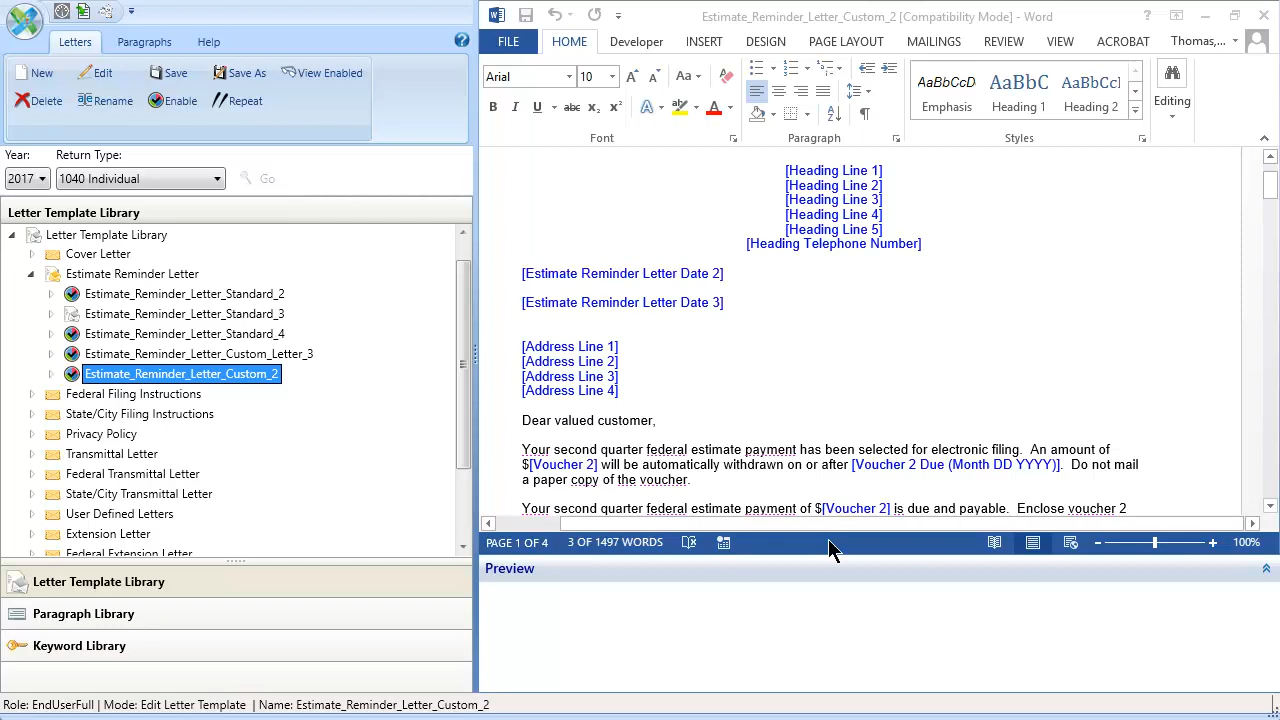 Letters Paragraphs Help
New Edit Save Save As View Enabled
Delete Rename Enable Repeat
Year: Return Type:
2017 1040 Individual Go
Letter Template Library
Letter Template Library
Cover Letter
Estimate Reminder Letter
Estimate_Reminder_Letter_Standard_2
Estimate_Reminder_Letter_Standard_3
Estimate_Reminder_Letter_Standard_4
Estimate_Reminder_Letter_Custom_Letter_3
Estimate_Reminder_Letter_Custom_2
Federal Filing Instructions
State/City Filing Instructions
Privacy Policy
Transmittal Letter
Federal Transmittal Letter
State/City Transmittal Letter
User Defined Letters
Extension Letter
Federal Extension Letter
Letter Template Library
Paragraph Library
Keyword Library
Estimate_Reminder_Letter_Custom_2 [Compatibility Mode] - Word
FILE HOME Developer INSERT DESIGN PAGE LAYOUT MAILINGS REVIEW VIEW ACROBAT Thomas,...
Arial 10 A A Aa
B I U abc x2 x2 A ab A
Font
Paragraph
AaBbCcD AaBbC AaBbCc
Emphasis Heading 1 Heading 2
Styles
Editing
[Heading Line 1]
[Heading Line 2]
[Heading Line 3]
[Heading Line 4]
[Heading Line 5]
[Heading Telephone Number]
[Estimate Reminder Letter Date 2]
[Estimate Reminder Letter Date 3]
[Address Line 1]
[Address Line 2]
[Address Line 3]
[Address Line 4]
Dear valued customer,
Your second quarter federal estimate payment has been selected for electronic filing. An amount of
$[Voucher 2] will be automatically withdrawn on or after [Voucher 2 Due (Month DD YYYY)]. Do not mail
a paper copy of the voucher.
Your second quarter federal estimate payment of $[Voucher 2] is due and payable. Enclose voucher 2
PAGE 1 OF 4 3 OF 1497 WORDS 100%
Preview
Role: EndUserFull | Mode: Edit Letter Template | Name: Estimate_Reminder_Letter_Custom_2